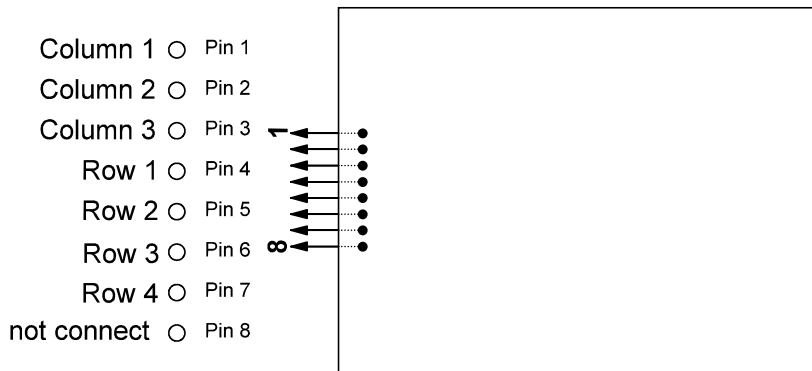 Column 1 Pin 1
Column 2 Pin 2
Column 3 Pin 3
Row 1 Pin 4
Row 2 Pin 5
Row 3 Pin 6
Row 4 Pin 7
not connect Pin 8
1
8